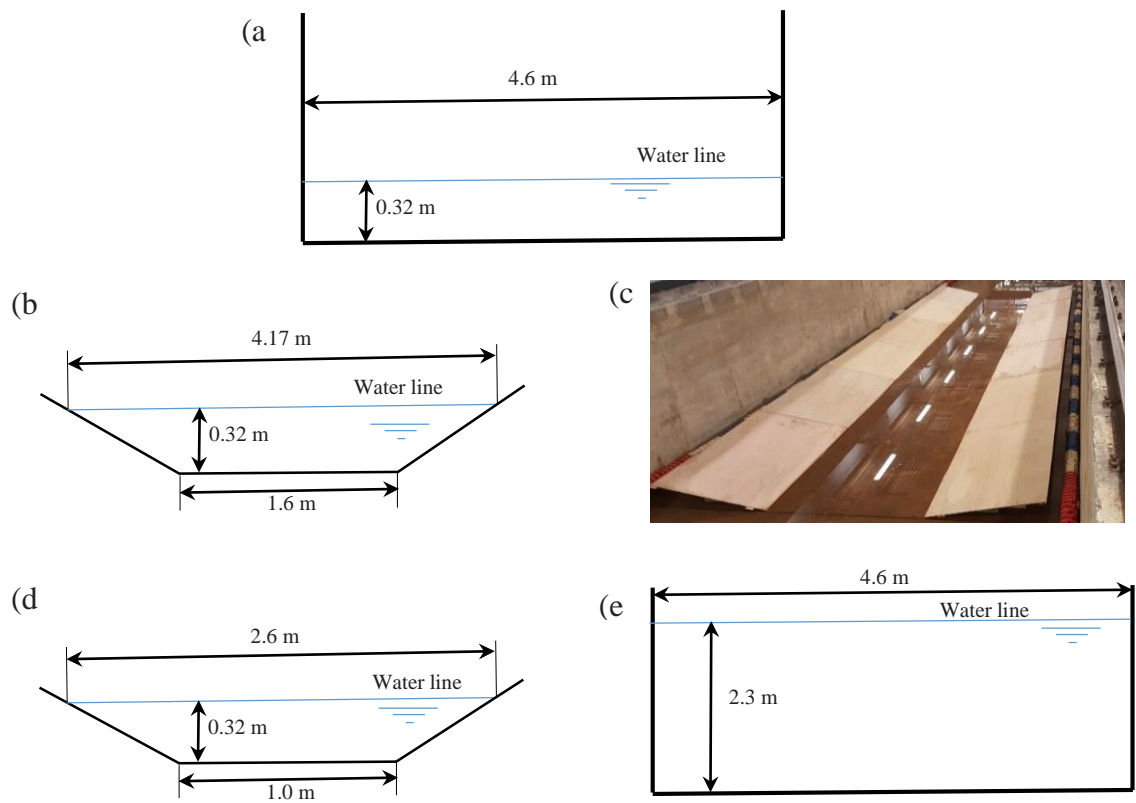 (a
4.6 m
Water line
0.32 m
(b
4.17 m
Water line
0.32 m
1.6 m
(c
(d
2.6 m
Water line
0.32 m
1.0 m
(e
4.6 m
Water line
2.3 m